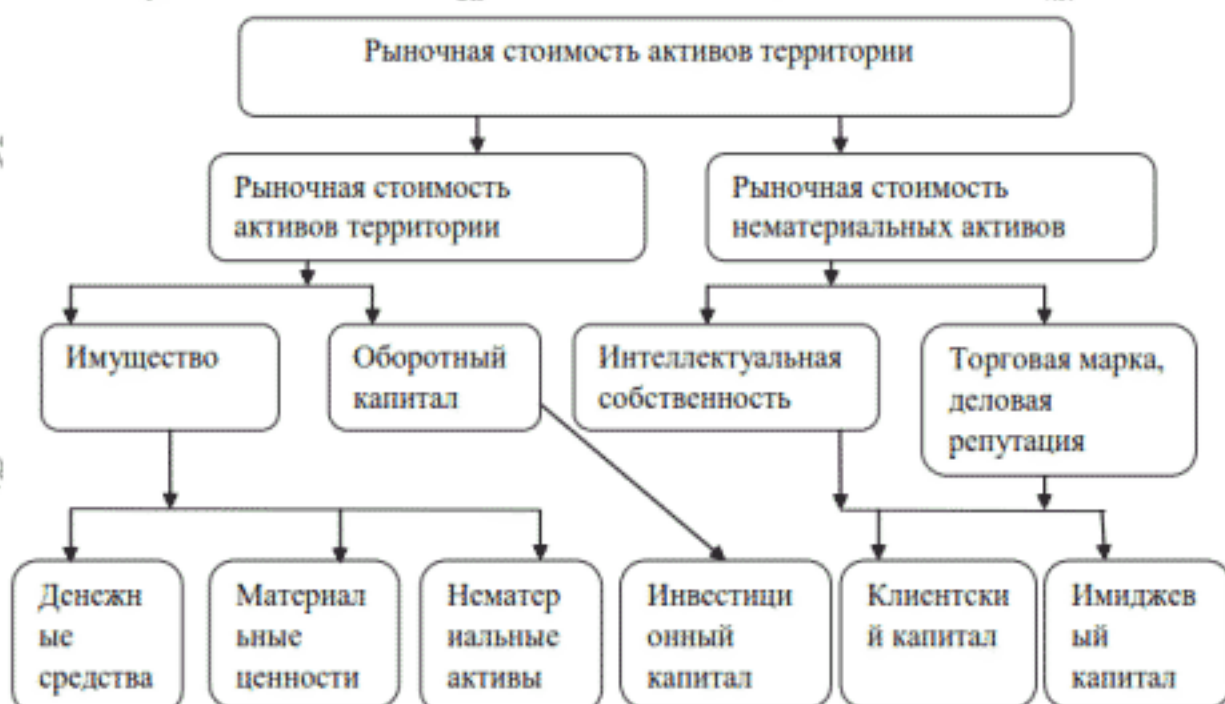 Рыночная стоимость активов территории
Рыночная стоимость
активов территории
Рыночная стоимость
нематериальных активов
Имущество
Оборотный
капитал
Интеллектуальная
собственность
Торговая марка,
деловая
репутация
Денежн
ые
средства
Материал
ьные
ценности
Нематер
иальные
активы
Инвестици
онный
капитал
Клиентски
й капитал
Имиджев
ый
капитал